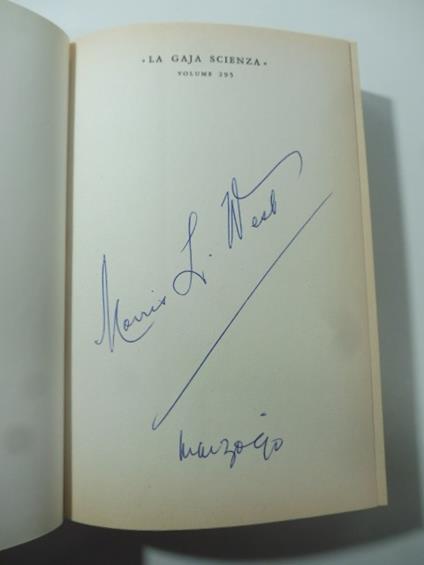 «LA GAJA SCIENZA»
VOLUME 295
Morris L. West
marzo 90